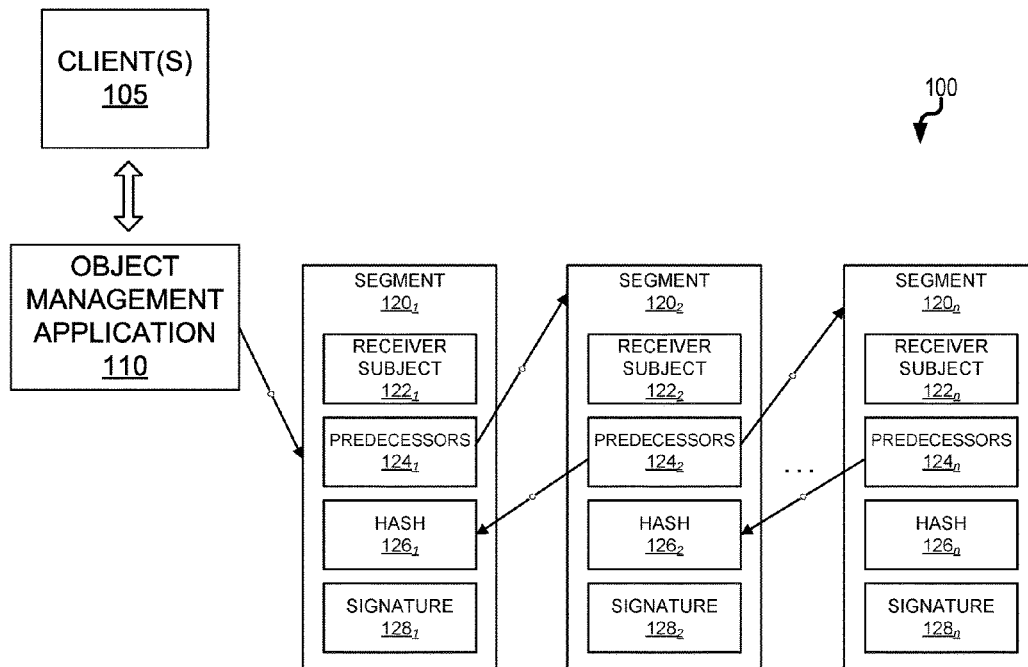 CLIENT(S)
105
100
OBJECT
MANAGEMENT
APPLICATION
110
SEGMENT
120₁
RECEIVER
SUBJECT
122₁
PREDECESSORS
124₁
HASH
126₁
SIGNATURE
128₁
SEGMENT
120₂
RECEIVER
SUBJECT
122₂
PREDECESSORS
124₂
HASH
126₂
SIGNATURE
128₂
...
SEGMENT
120ₙ
RECEIVER
SUBJECT
122ₙ
PREDECESSORS
124ₙ
HASH
126ₙ
SIGNATURE
128ₙ